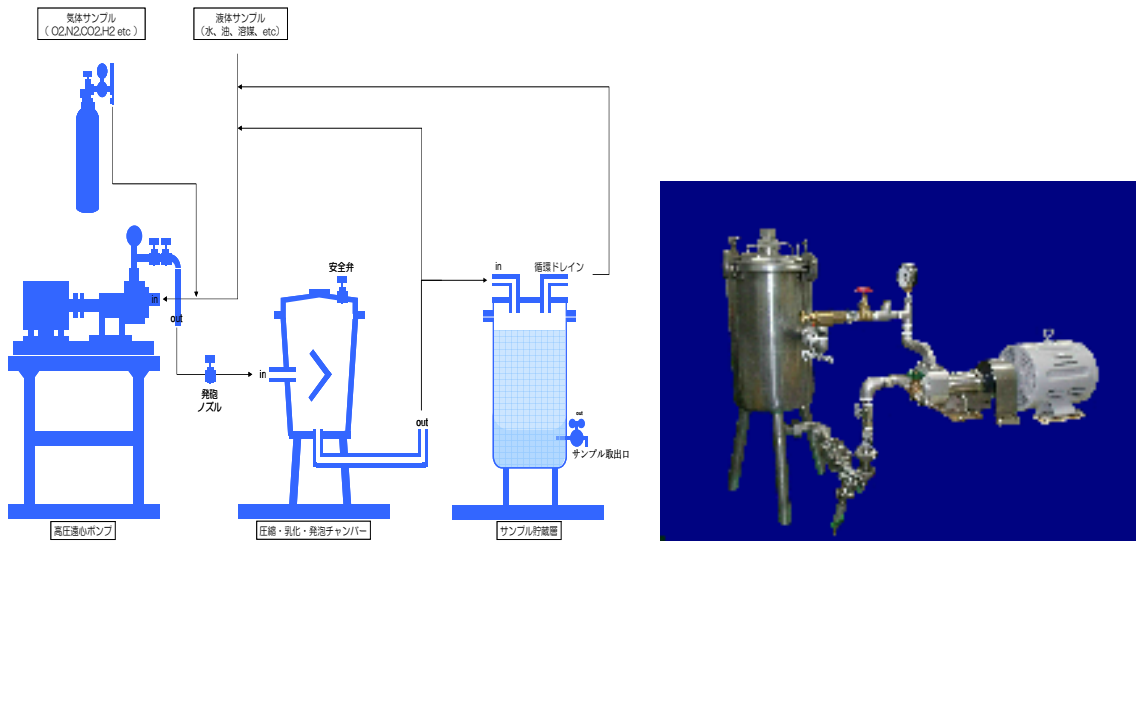 気体サンプル
（ O2.N2.CO2.H2 etc ）
液体サンプル
（水、油、溶媒、etc）
in
out
発砲
ノズル
安全弁
in
out
in
循環ドレイン
out
サンプル取出口
高圧遠心ポンプ
圧縮・乳化・発泡チャンバー
サンプル貯蔵層